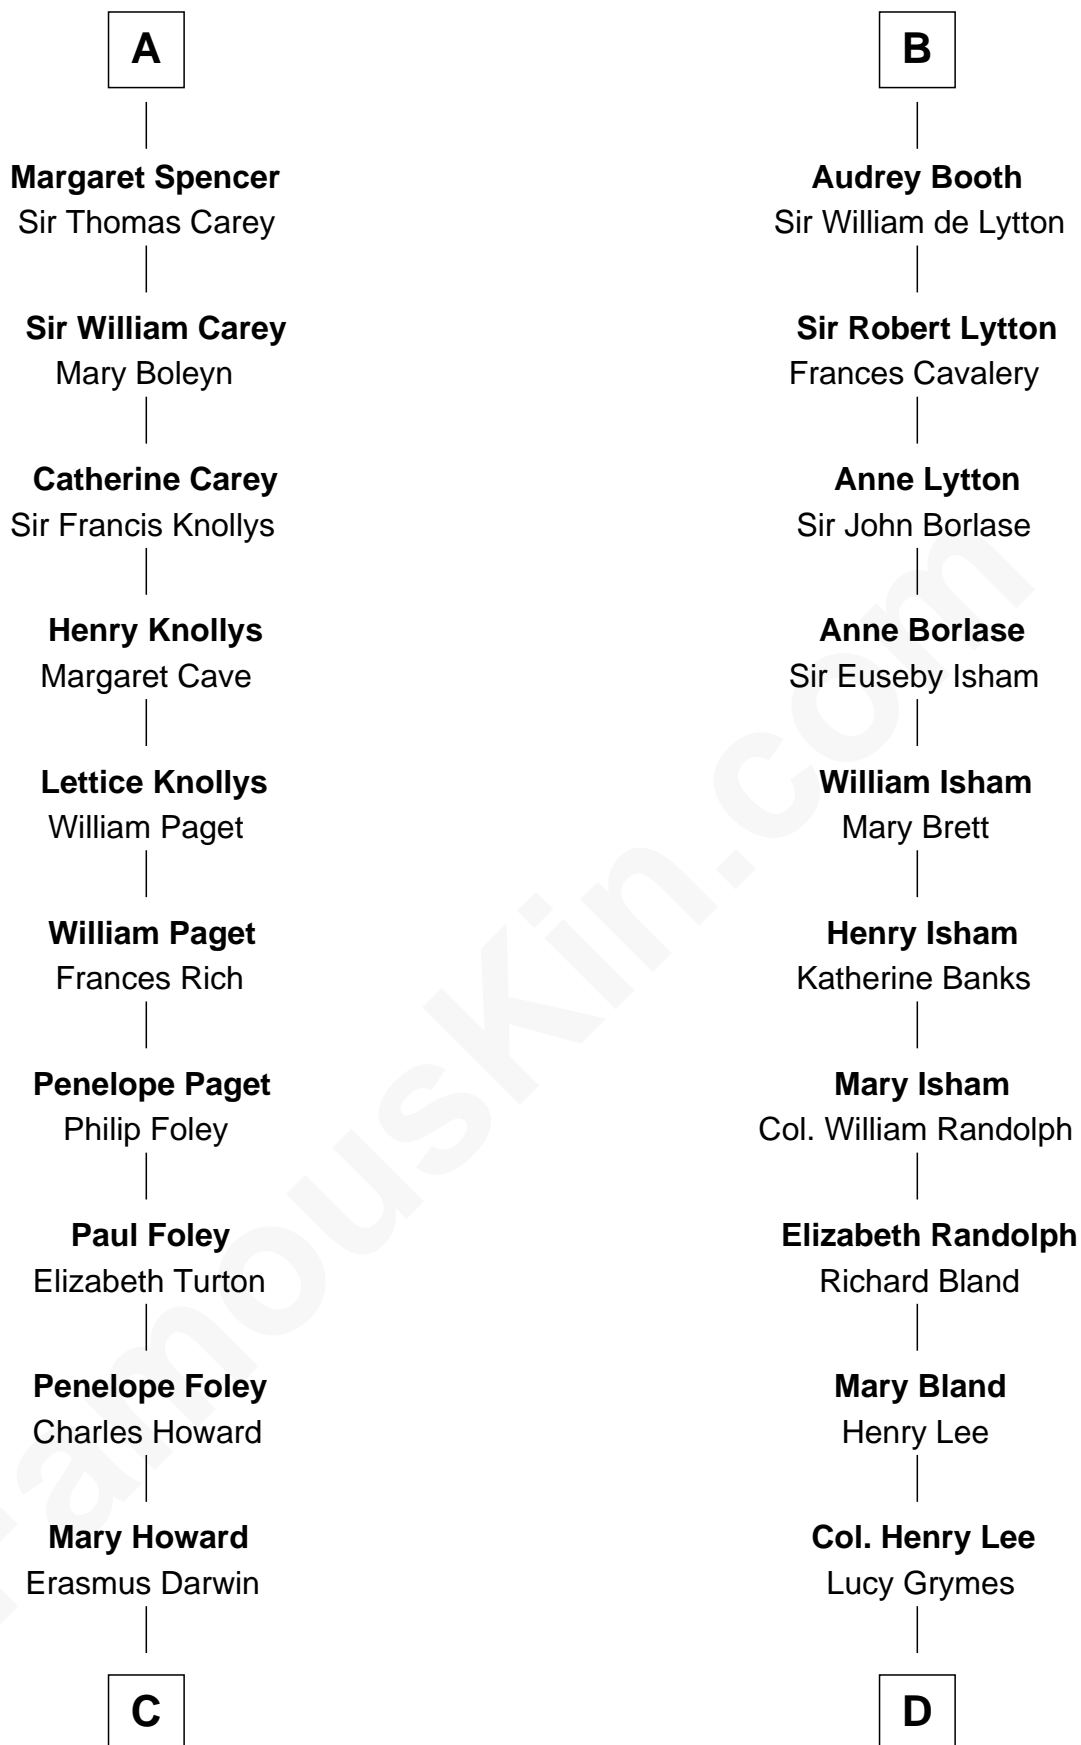 A
Margaret Spencer
Sir Thomas Carey
Sir William Carey
Mary Boleyn
Catherine Carey
Sir Francis Knollys
Henry Knollys
Margaret Cave
Lettice Knollys
William Paget
William Paget
Frances Rich
Penelope Paget
Philip Foley
Paul Foley
Elizabeth Turton
Penelope Foley
Charles Howard
Mary Howard
Erasmus Darwin
C
B
Audrey Booth
Sir William de Lytton
Sir Robert Lytton
Frances Cavalery
Anne Lytton
Sir John Borlase
Anne Borlase
Sir Euseby Isham
William Isham
Mary Brett
Henry Isham
Katherine Banks
Mary Isham
Col. William Randolph
Elizabeth Randolph
Richard Bland
Mary Bland
Henry Lee
Col. Henry Lee
Lucy Grymes
D
FamousKin.com